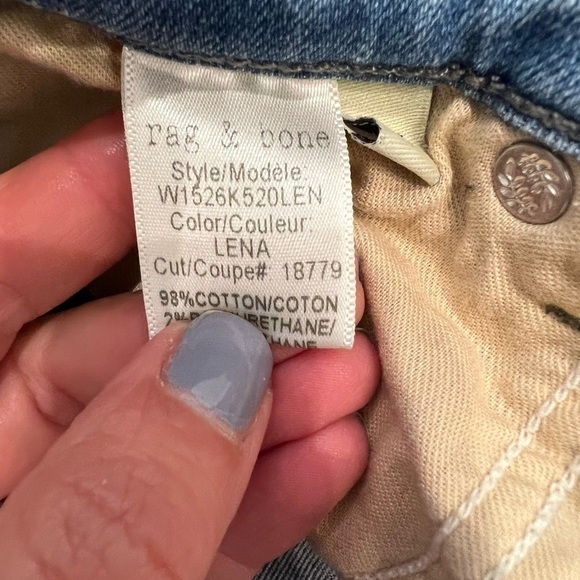 rag & bone
Style/Modèle:
W1526K520LEN
Color/Couleur:
LENA
Cut/Coupe# 18779
98%COTTON/COTON